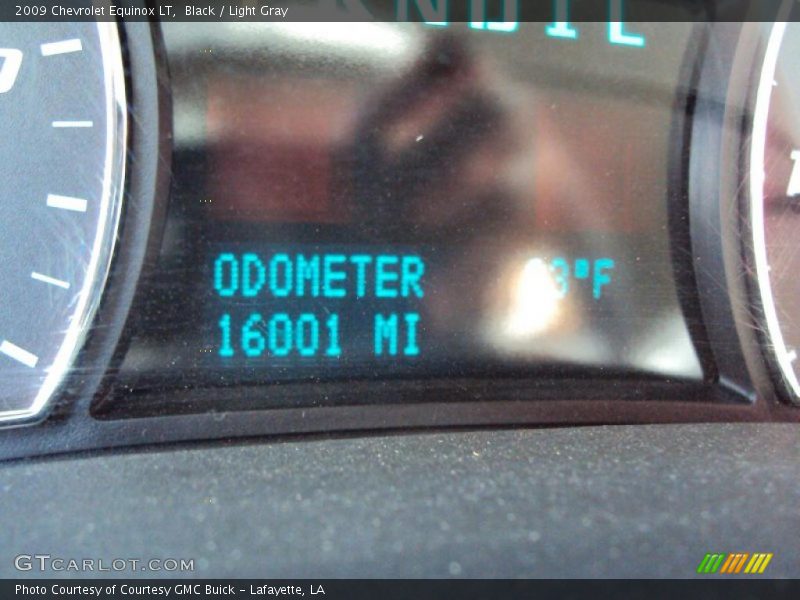 2009 Chevrolet Equinox LT,  Black / Light Gray
ODOMETER
16001 MI
GTCARLOT.COM
Photo Courtesy of Courtesy GMC Buick - Lafayette, LA